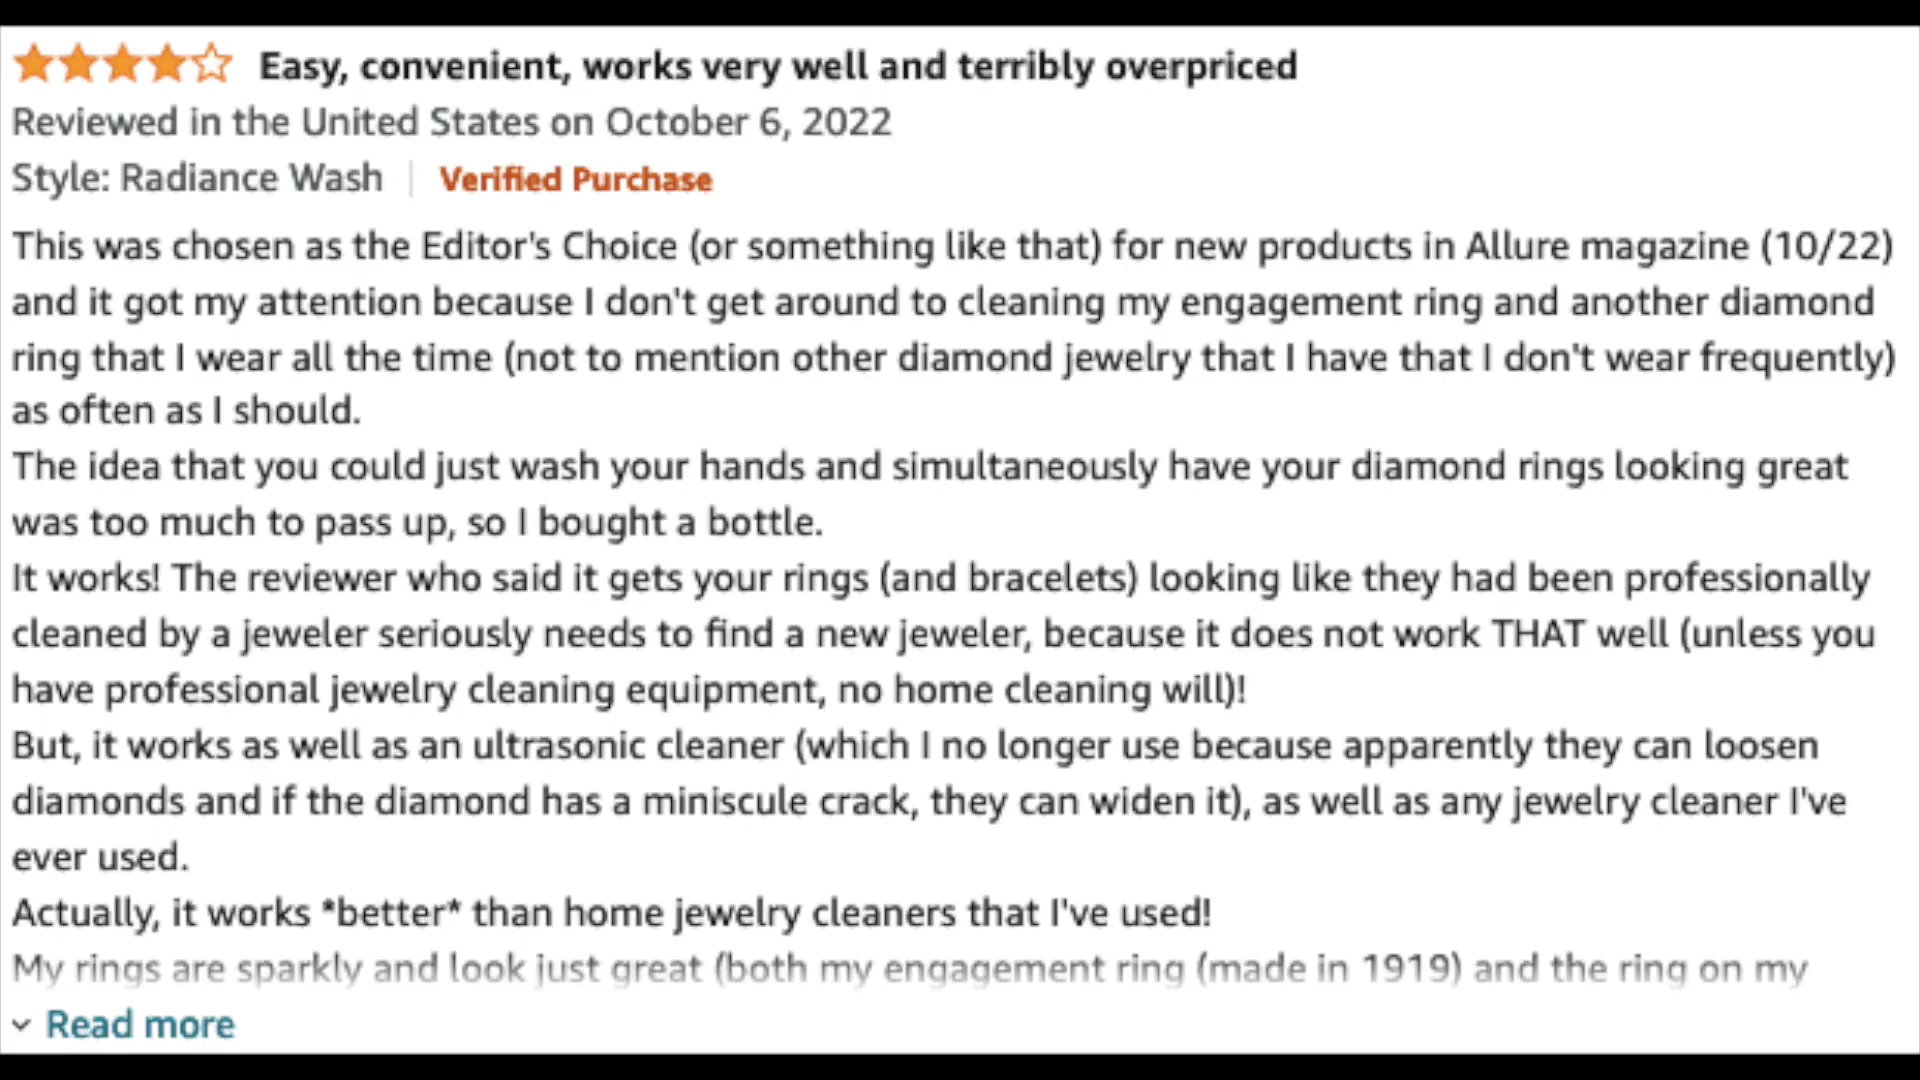 Easy, convenient, works very well and terribly overpriced
Reviewed in the United States on October 6, 2022
Style: Radiance Wash | Verified Purchase
This was chosen as the Editor's Choice (or something like that) for new products in Allure magazine (10/22)
and it got my attention because I don't get around to cleaning my engagement ring and another diamond
ring that I wear all the time (not to mention other diamond jewelry that I have that I don't wear frequently)
as often as I should.
The idea that you could just wash your hands and simultaneously have your diamond rings looking great
was too much to pass up, so I bought a bottle.
It works! The reviewer who said it gets your rings (and bracelets) looking like they had been professionally
cleaned by a jeweler seriously needs to find a new jeweler, because it does not work THAT well (unless you
have professional jewelry cleaning equipment, no home cleaning will)!
But, it works as well as an ultrasonic cleaner (which I no longer use because apparently they can loosen
diamonds and if the diamond has a miniscule crack, they can widen it), as well as any jewelry cleaner I've
ever used.
Actually, it works *better* than home jewelry cleaners that I've used!
My rings are sparkly and look just great (both my engagement ring (made in 1919) and the ring on my
Read more